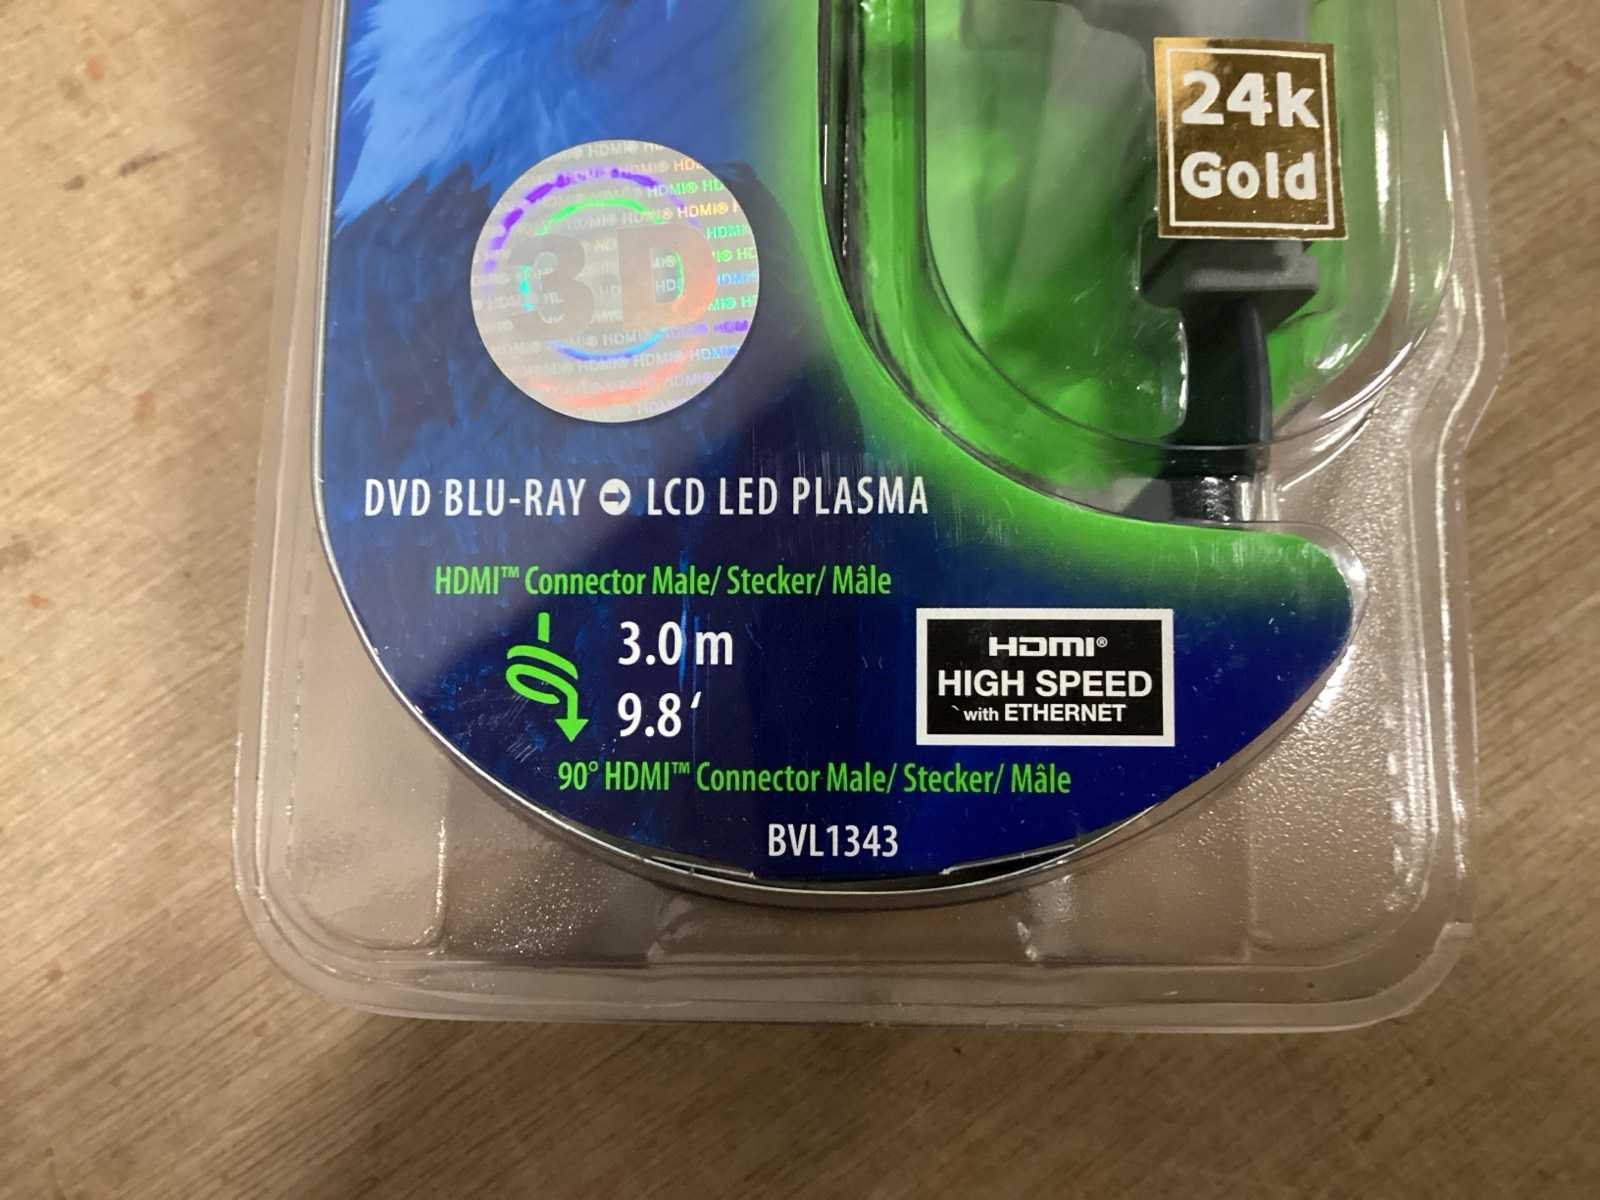 24k
Gold
3D
DVD BLU-RAY ➔ LCD LED PLASMA
HDMI™ Connector Male/ Stecker/ Mâle
3.0 m
9.8‘
HDMI®
HIGH SPEED
with ETHERNET
90° HDMI™ Connector Male/ Stecker/ Mâle
BVL1343